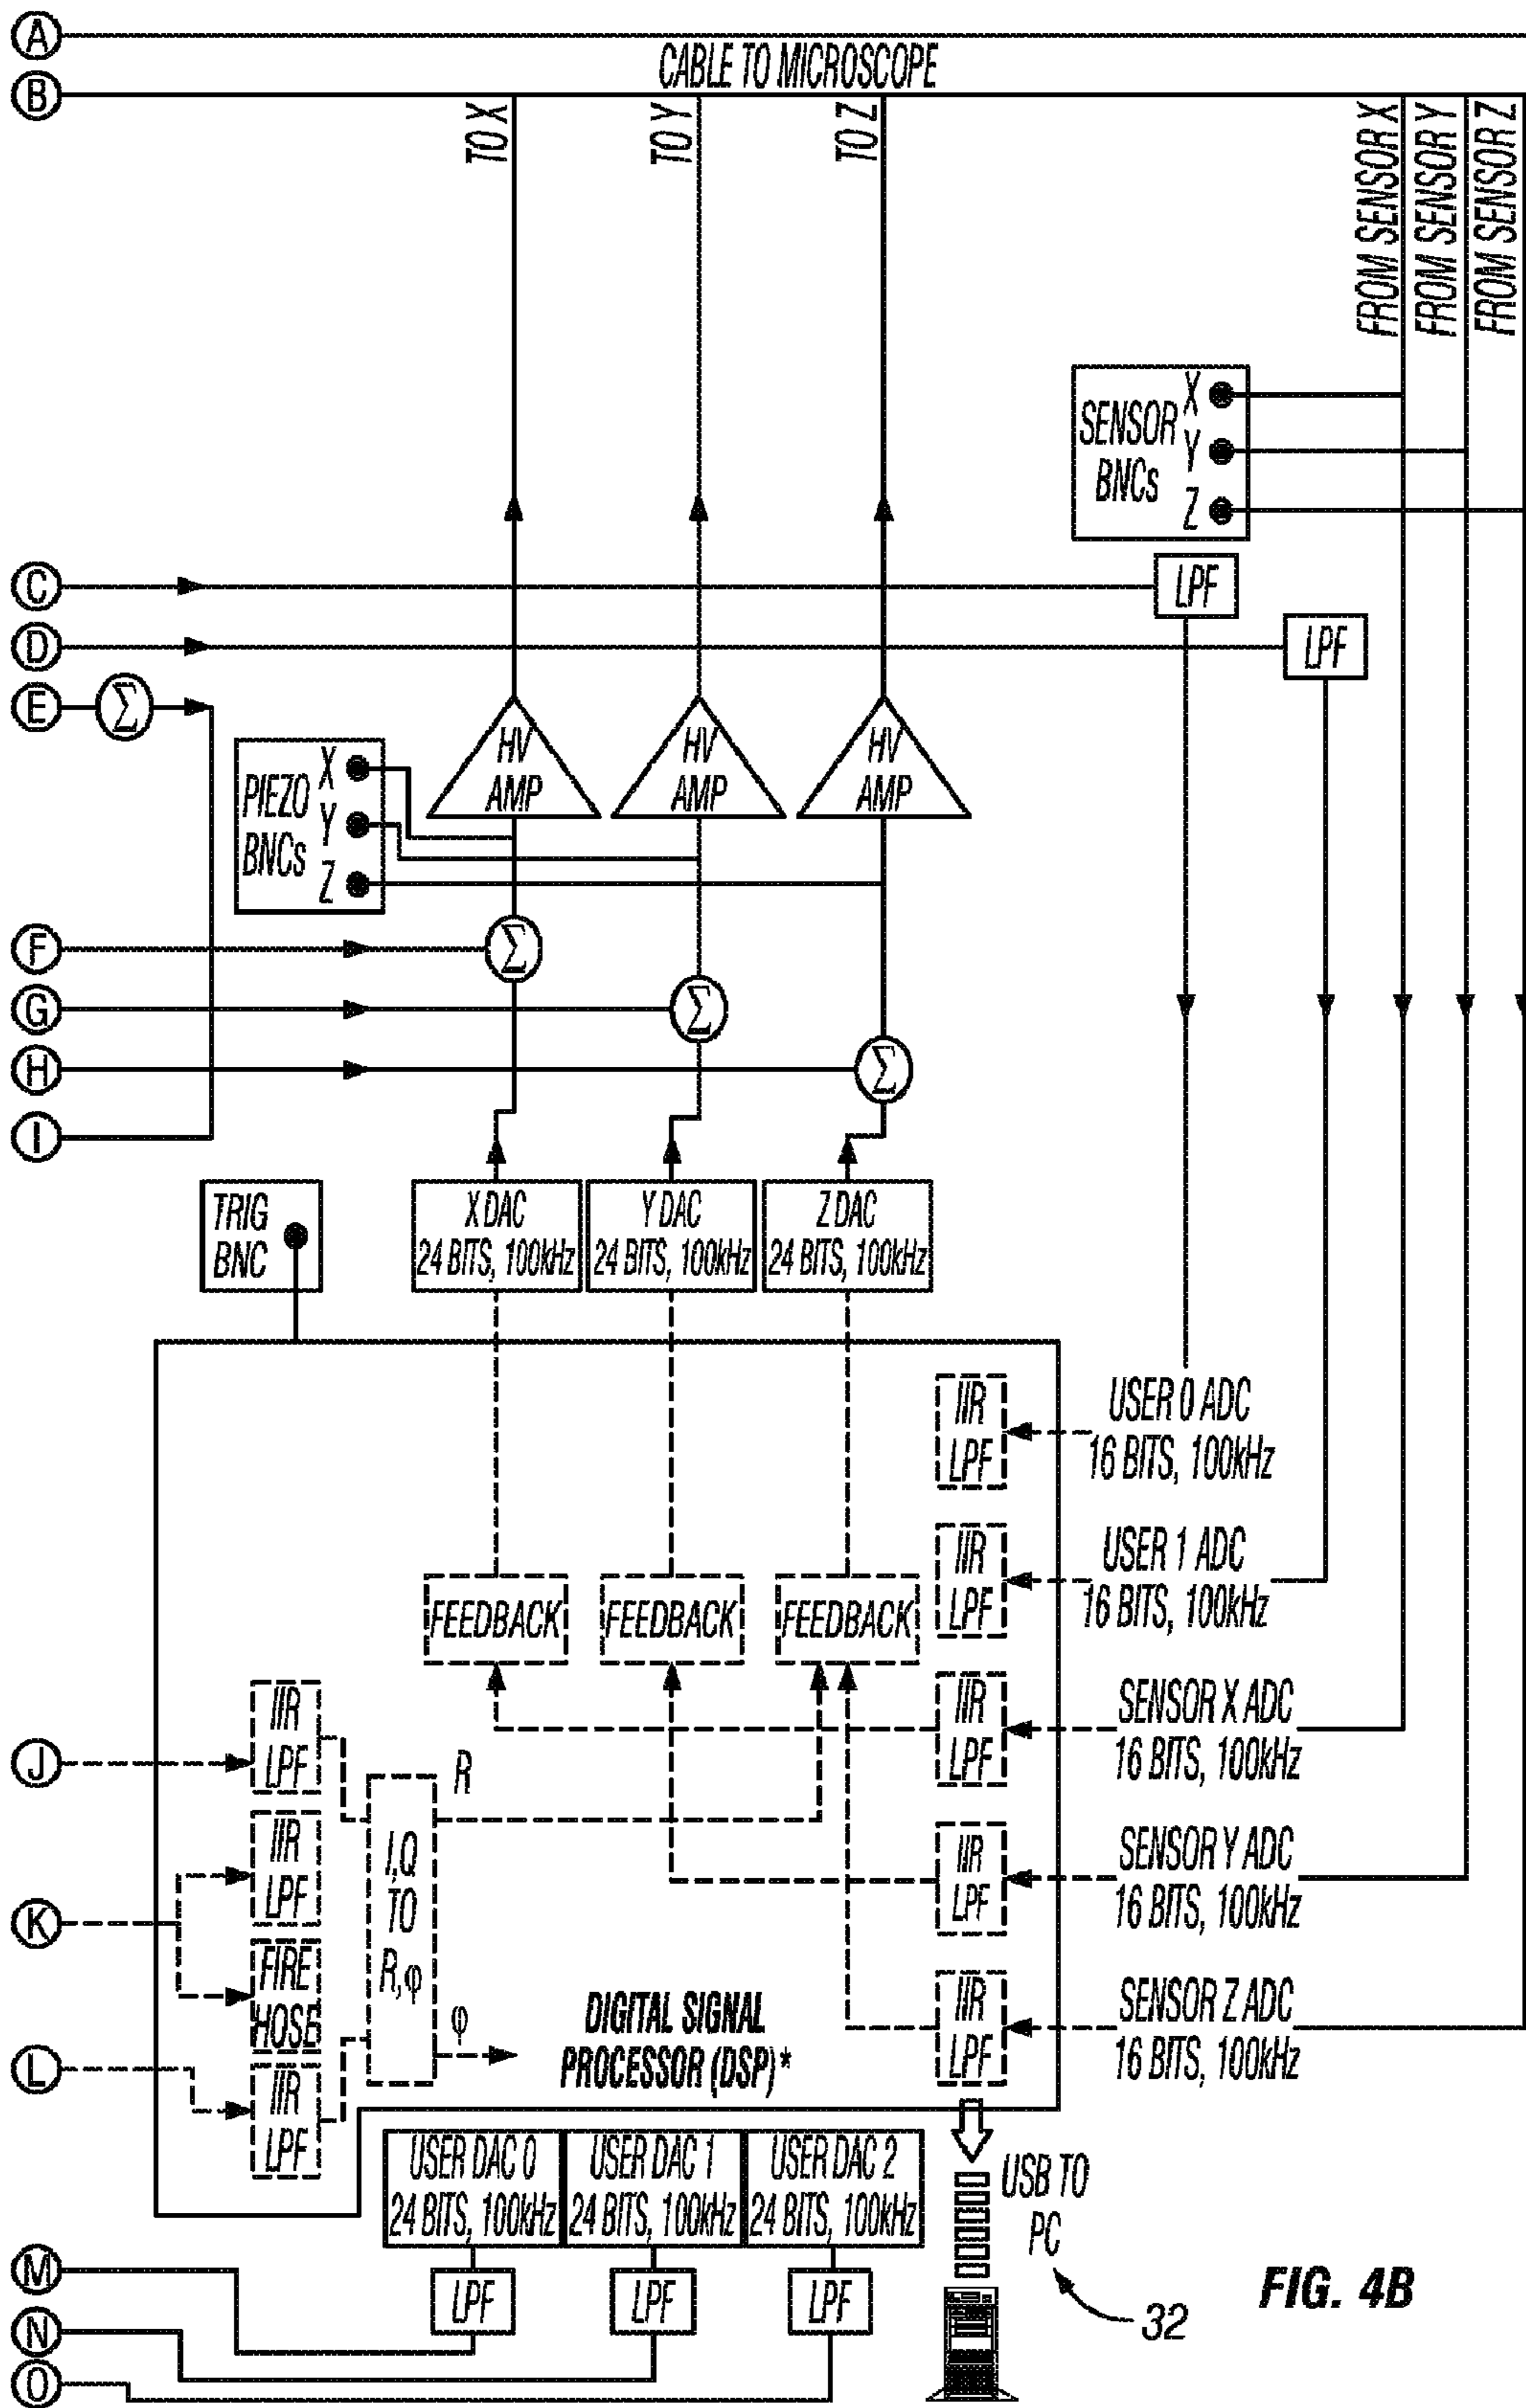 A
CABLE TO MICROSCOPE
B
TO X
TO Y
TO Z
FROM SENSOR X
FROM SENSOR Y
FROM SENSOR Z
SENSOR
BNCs
X
Y
Z
C
LPF
D
LPF
E
Σ
HV
AMP
HV
AMP
HV
AMP
PIEZO
BNCs
X
Y
Z
F
Σ
G
Σ
H
Σ
I
TRIG
BNC
X DAC
24 BITS, 100kHz
Y DAC
24 BITS, 100kHz
Z DAC
24 BITS, 100kHz
IIR
LPF
USER 0 ADC
16 BITS, 100kHz
IIR
LPF
USER 1 ADC
16 BITS, 100kHz
FEEDBACK
FEEDBACK
FEEDBACK
IIR
LPF
SENSOR X ADC
16 BITS, 100kHz
J
IIR
LPF
R
K
IIR
LPF
FIRE
HOSE
I,Q
TO
R,φ
φ
IIR
LPF
SENSOR Y ADC
16 BITS, 100kHz
DIGITAL SIGNAL
PROCESSOR (DSP)*
IIR
LPF
SENSOR Z ADC
16 BITS, 100kHz
L
IIR
LPF
USER DAC 0
24 BITS, 100kHz
USER DAC 1
24 BITS, 100kHz
USER DAC 2
24 BITS, 100kHz
USB TO
PC
32
M
LPF
LPF
LPF
N
O
FIG. 4B